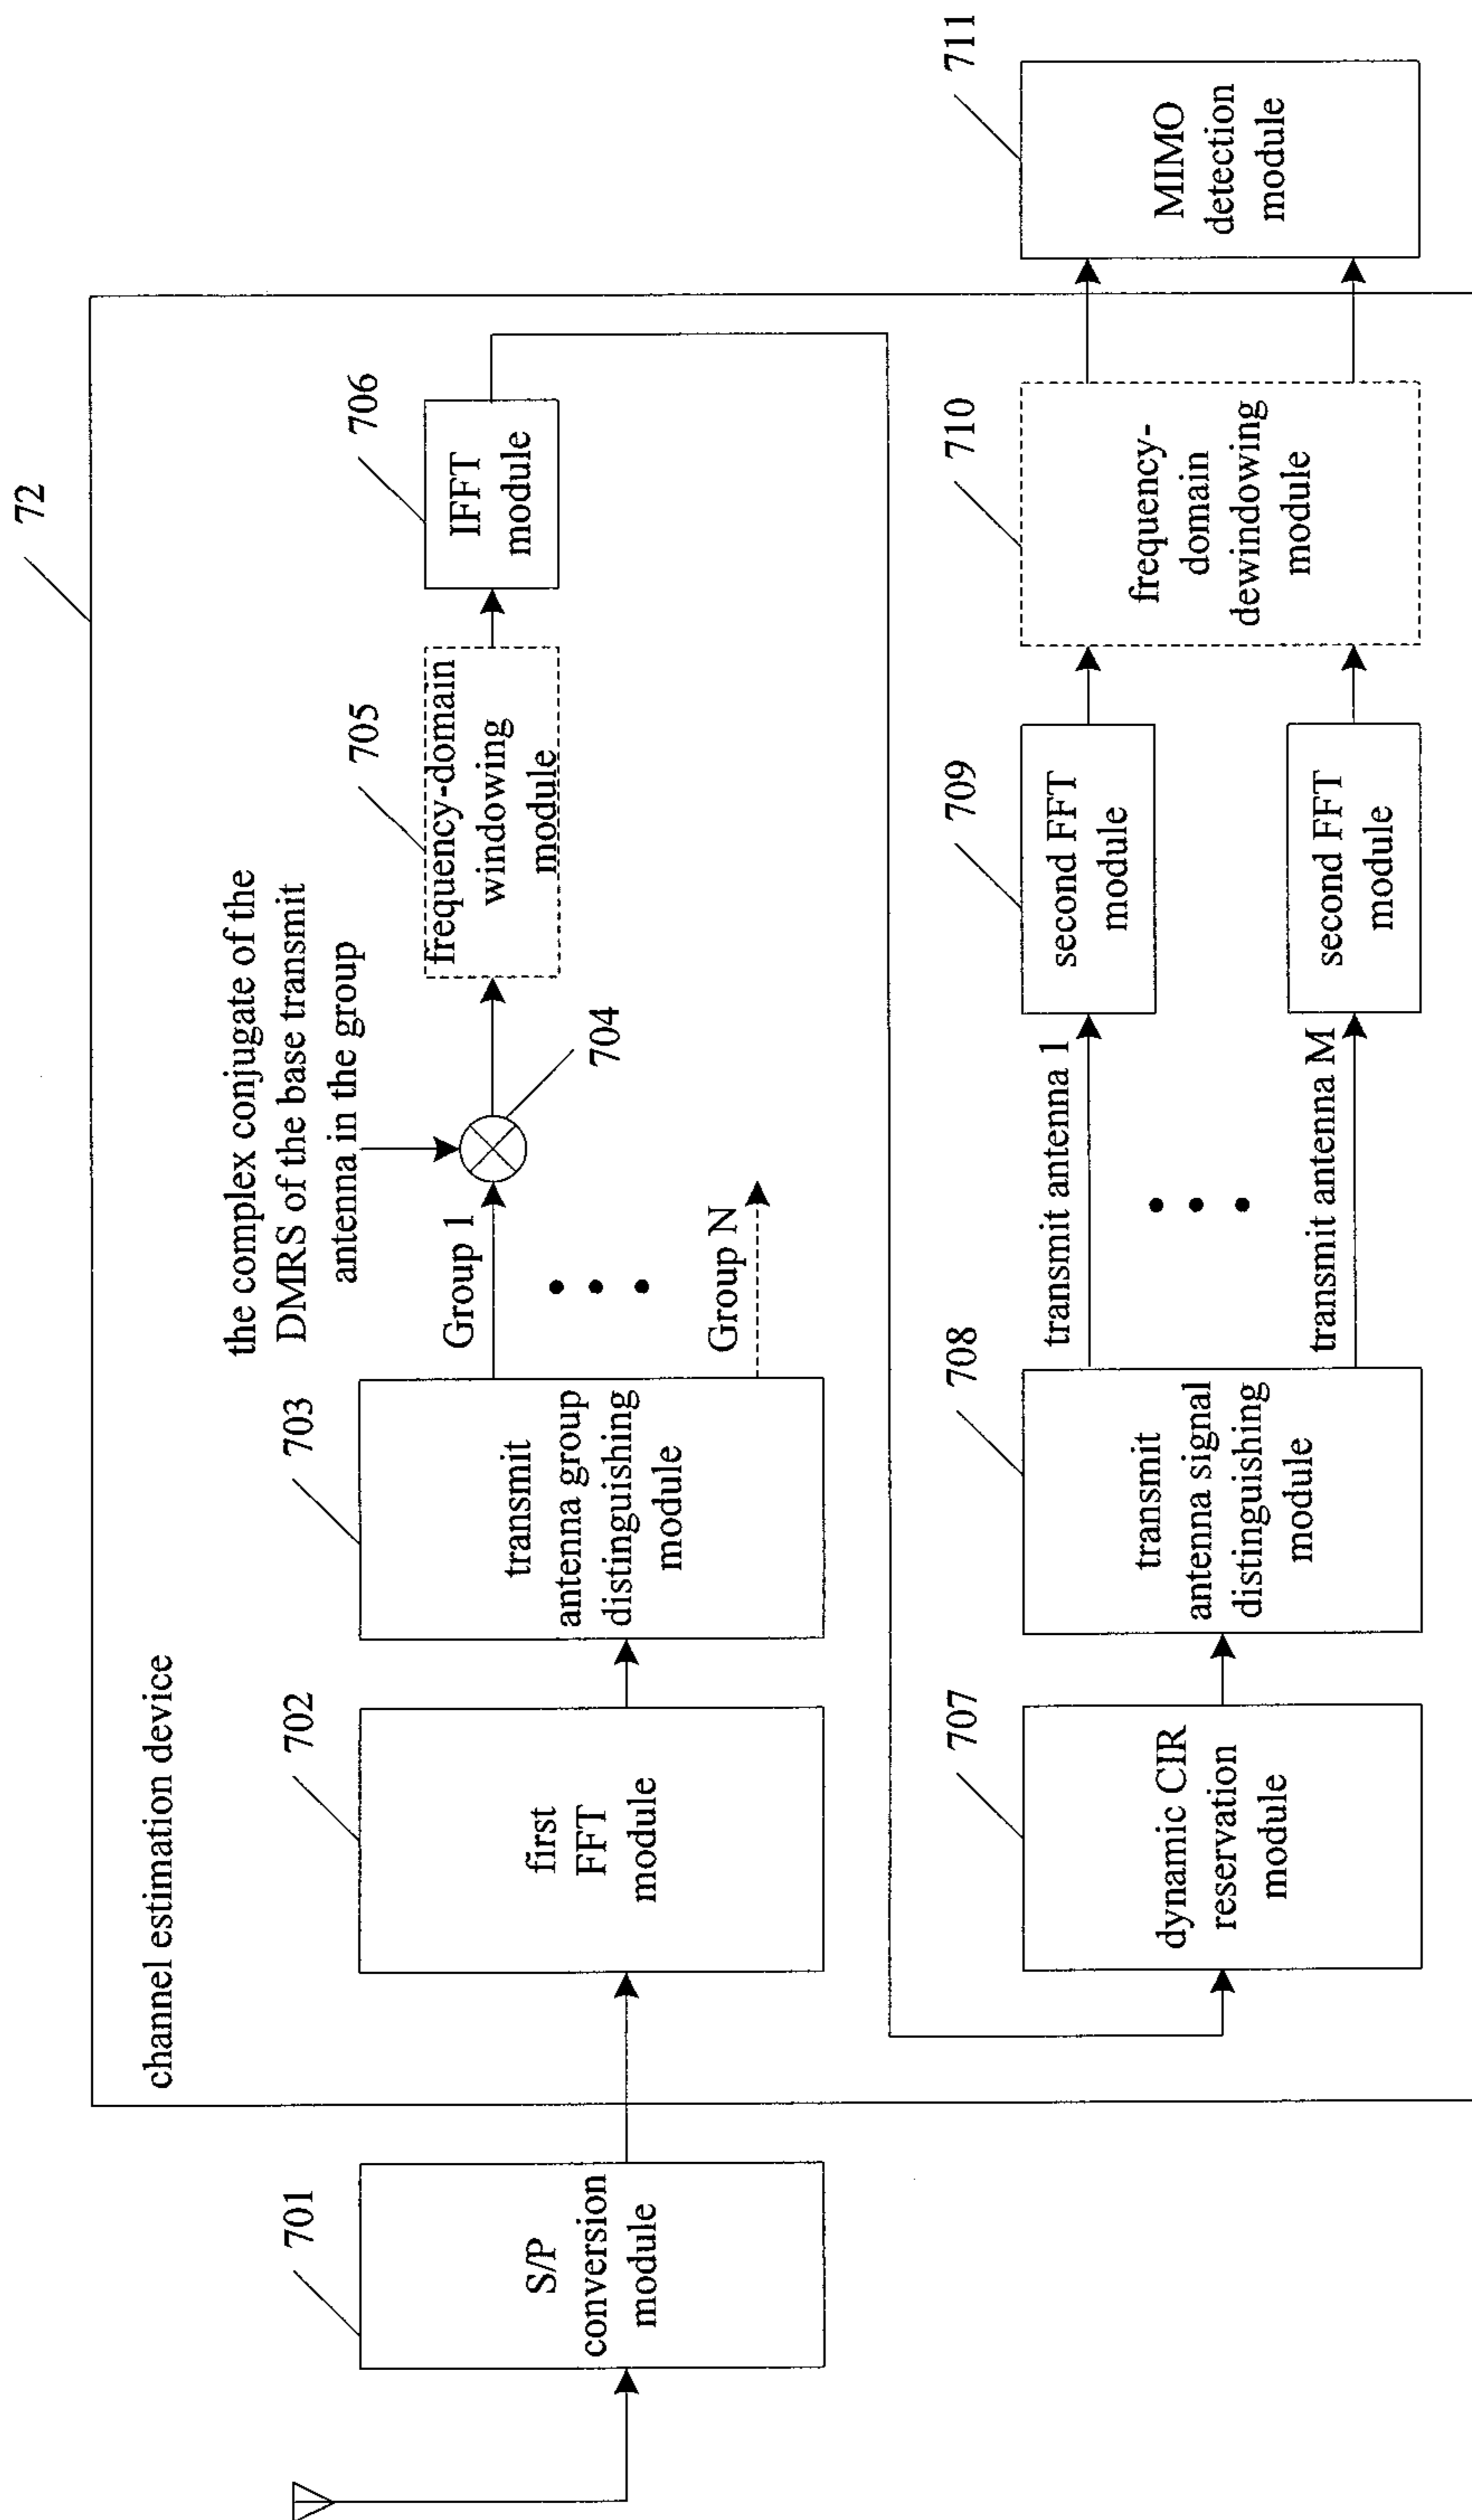 72
channel estimation device
701
S/P
conversion
module
702
first
FFT
module
703
transmit
antenna group
distinguishing
module
Group 1
Group N
the complex conjugate of the
DMRS of the base transmit
antenna in the group
704
705
frequency-domain
windowing
module
706
IFFT
module
707
dynamic CIR
reservation
module
708
transmit
antenna signal
distinguishing
module
transmit antenna 1
transmit antenna M
709
second FFT
module
second FFT
module
710
frequency-
domain
dewindowing
module
711
MIMO
detection
module